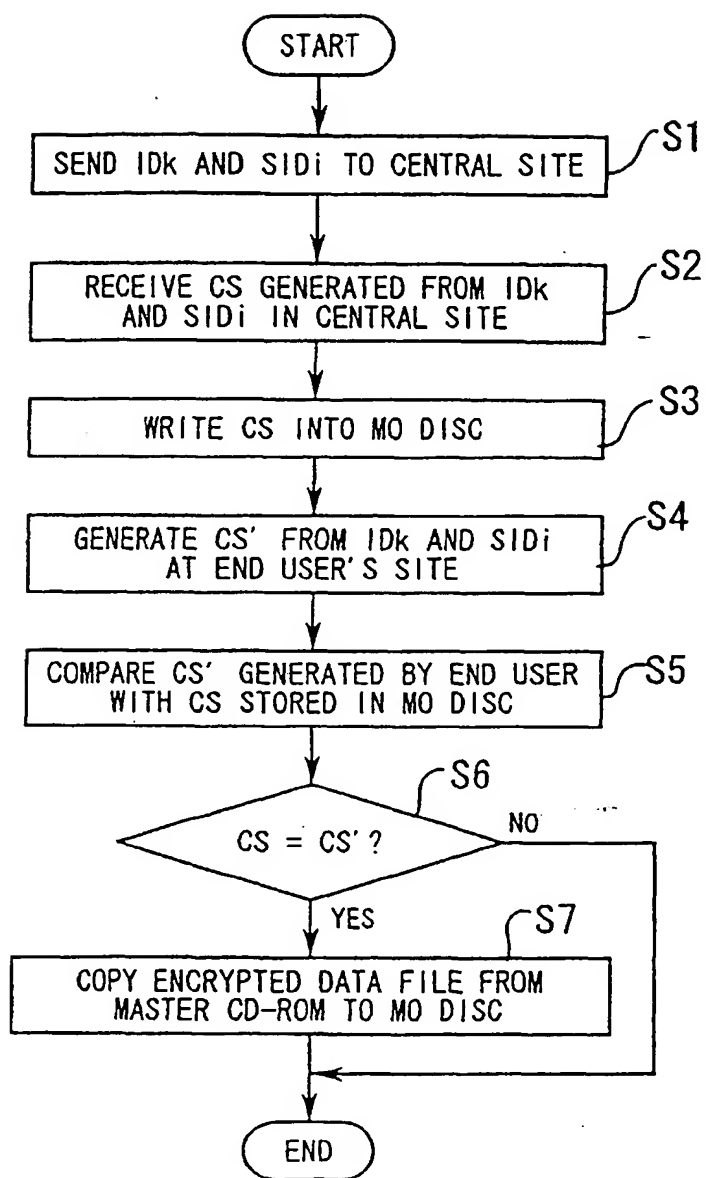 START
SEND IDk AND SIDi TO CENTRAL SITE
S1
RECEIVE CS GENERATED FROM IDk
AND SIDi IN CENTRAL SITE
S2
WRITE CS INTO MO DISC
S3
GENERATE CS' FROM IDk AND SIDi
AT END USER'S SITE
S4
COMPARE CS' GENERATED BY END USER
WITH CS STORED IN MO DISC
S5
S6
CS = CS'?
NO
YES
S7
COPY ENCRYPTED DATA FILE FROM
MASTER CD-ROM TO MO DISC
END